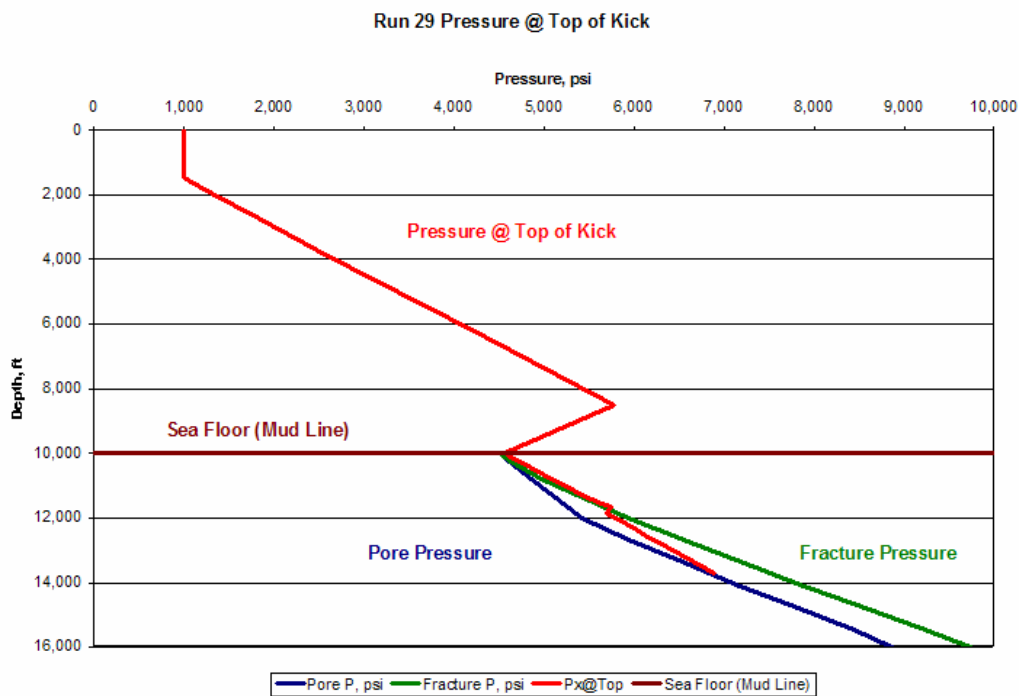 Run 29 Pressure @ Top of Kick
Pressure, psi
0 1,000 2,000 3,000 4,000 5,000 6,000 7,000 8,000 9,000 10,000
0
2,000
Pressure @ Top of Kick
4,000
6,000
8,000
Depth, ft
Sea Floor (Mud Line)
10,000
12,000
Pore Pressure
Fracture Pressure
14,000
16,000
Pore P, psi Fracture P, psi Px@Top Sea Floor (Mud Line)